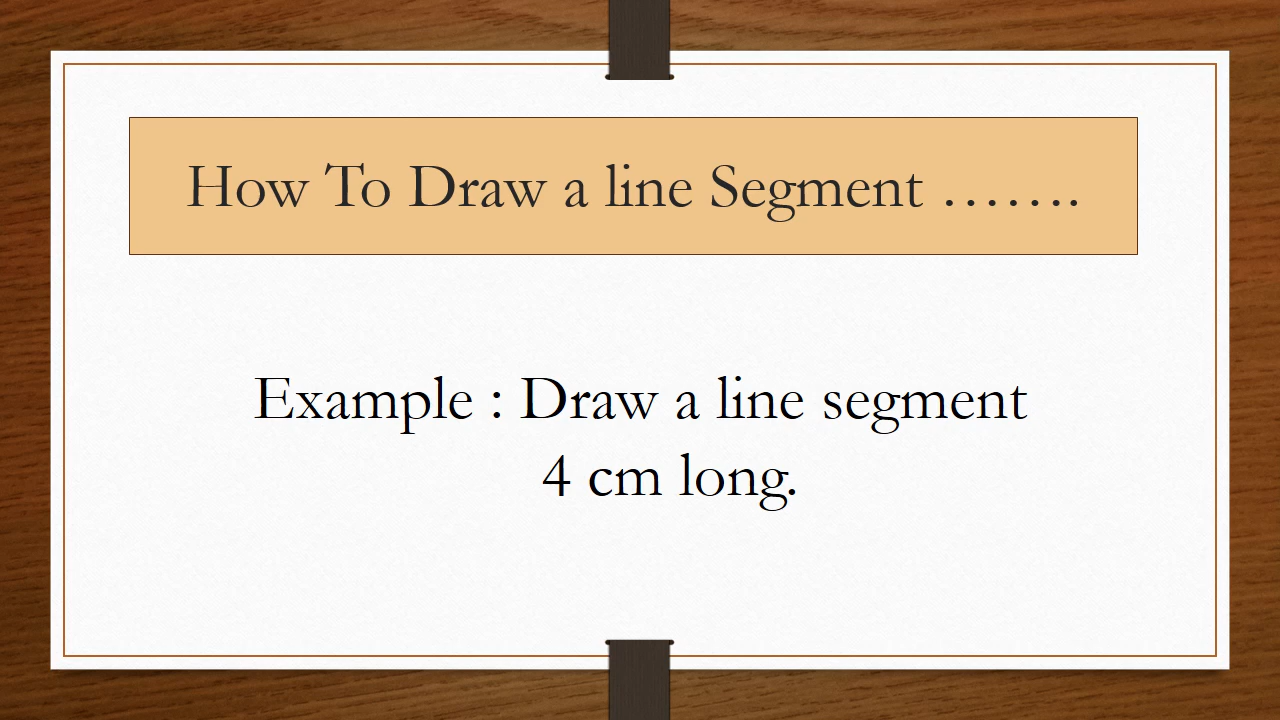 How To Draw a line Segment …….
Example : Draw a line segment
4 cm long.